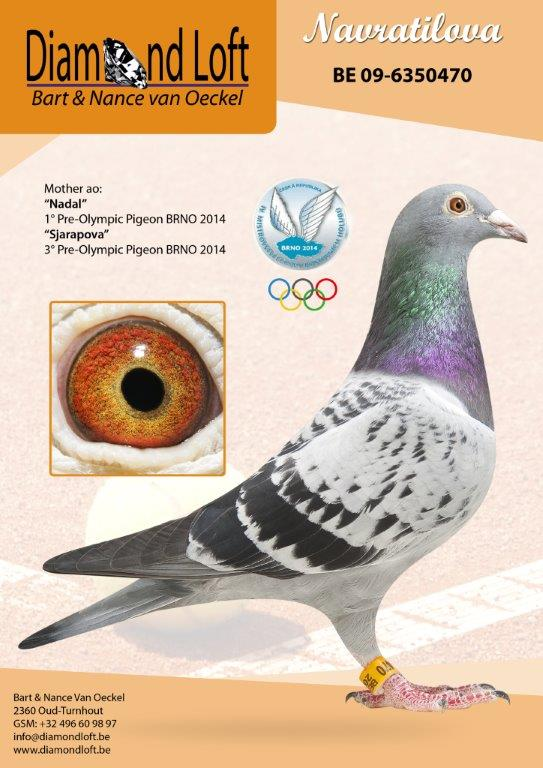 Diamond Loft
Bart & Nance van Oeckel
Navratilova
BE 09-6350470
Mother ao:
“Nadal”
1° Pre-Olympic Pigeon BRNO 2014
“Sjarapova”
3° Pre-Olympic Pigeon BRNO 2014
ČESKÁ REPUBLIKA
BRNO 2014
Bart & Nance Van Oeckel
2360 Oud-Turnhout
GSM: +32 496 60 98 97
info@diamondloft.be
www.diamondloft.be